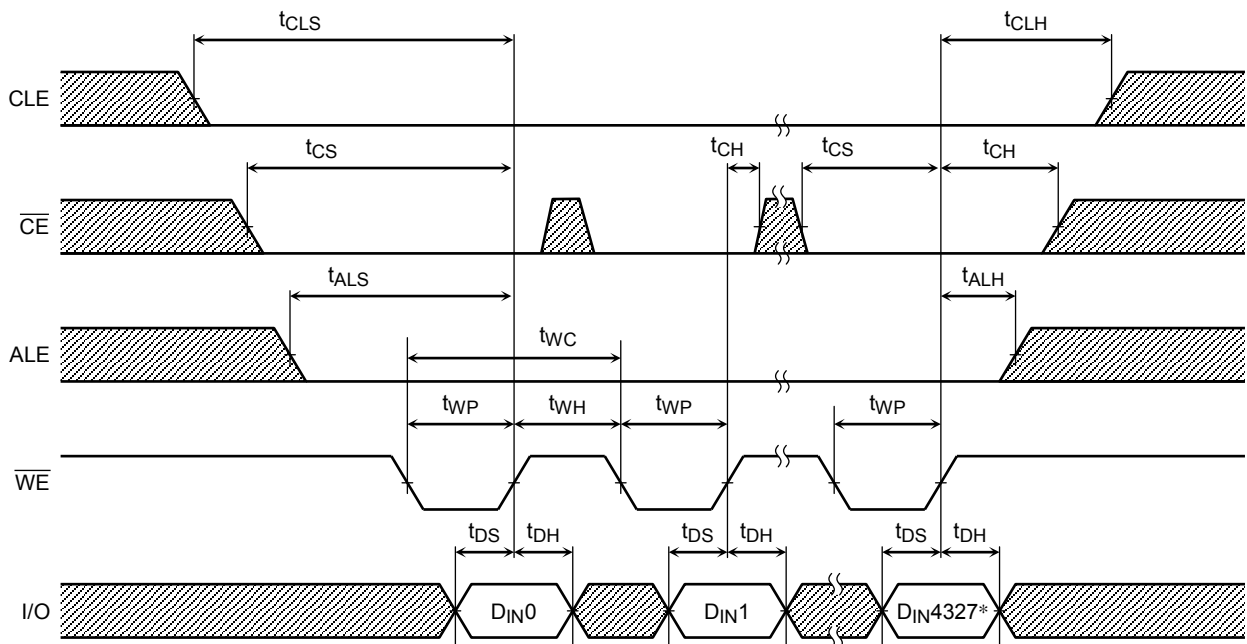 tCLS tCLH
CLE
tCS tCH tCS tCH
CE
tALS tALH
ALE
tWC
tWP tWH tWP tWP
WE
tDS tDH tDS tDH tDS tDH
I/O DIN0 DIN1 DIN4327*